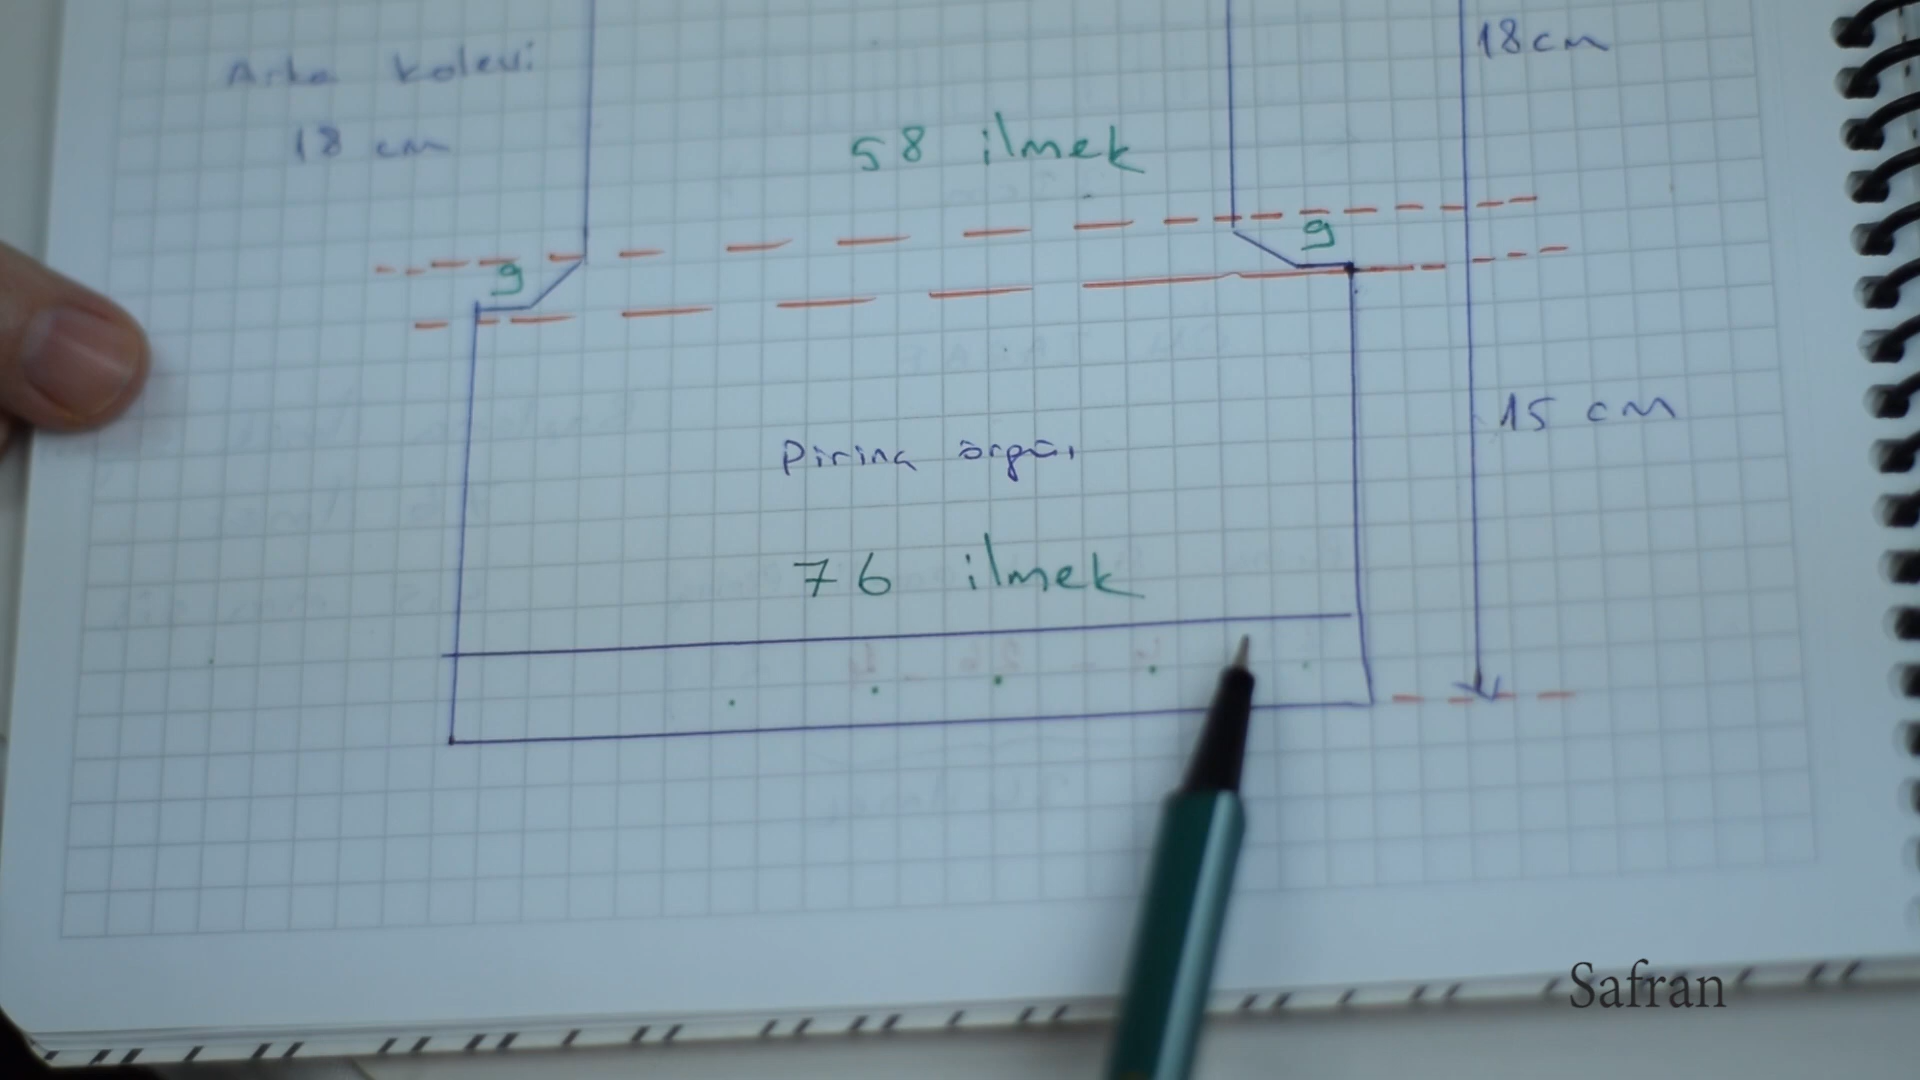 18cm
Arka kolevi
18 cm
58 ilmek
9
9
15 cm
Pirinç örgü
76 ilmek
Safran